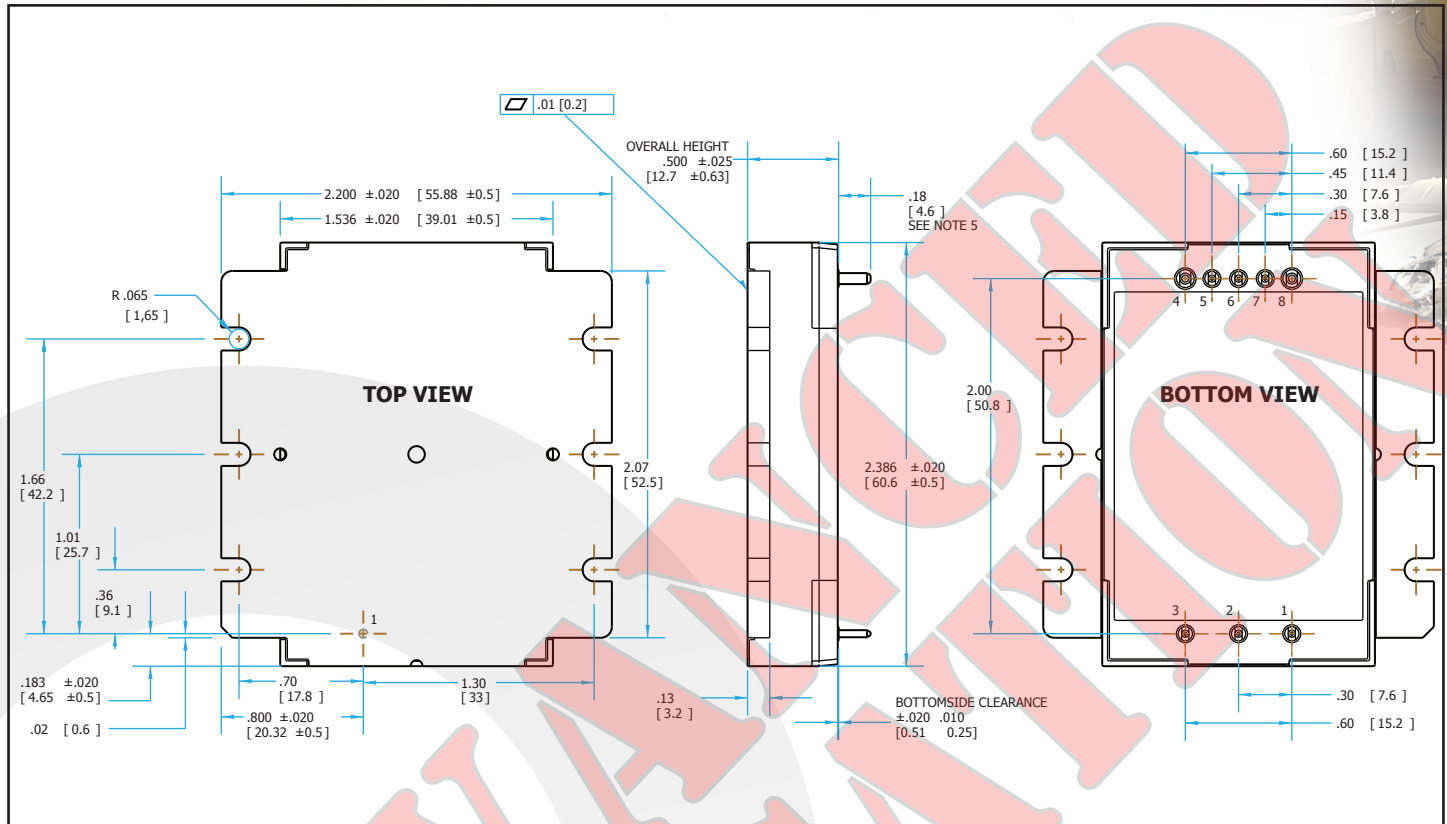 .01 [0.2]
OVERALL HEIGHT
.500 ±.025
[12.7 ±0.63]
.18
[ 4.6 ]
SEE NOTE 5
2.200 ±.020 [55.88 ±0.5]
1.536 ±.020 [39.01 ±0.5]
R .065
[ 1,65 ]
TOP VIEW
1.66
[ 42.2 ]
1.01
[ 25.7 ]
.36
[ 9.1 ]
.183 ±.020
[ 4.65 ±0.5]
.02 [ 0.6 ]
.70
[ 17.8 ]
.800 ±.020
[ 20.32 ±0.5]
1
1.30
[ 33 ]
2.07
[ 52.5 ]
2.386 ±.020
[ 60.6 ±0.5]
.13
[ 3.2 ]
BOTTOMSIDE CLEARANCE
±.020 .010
[0.51 0.25]
.60 [ 15.2 ]
.45 [ 11.4 ]
.30 [ 7.6 ]
.15 [ 3.8 ]
4 5 6 7 8
2.00
[ 50.8 ]
BOTTOM VIEW
3 2 1
.30 [ 7.6 ]
.60 [ 15.2 ]